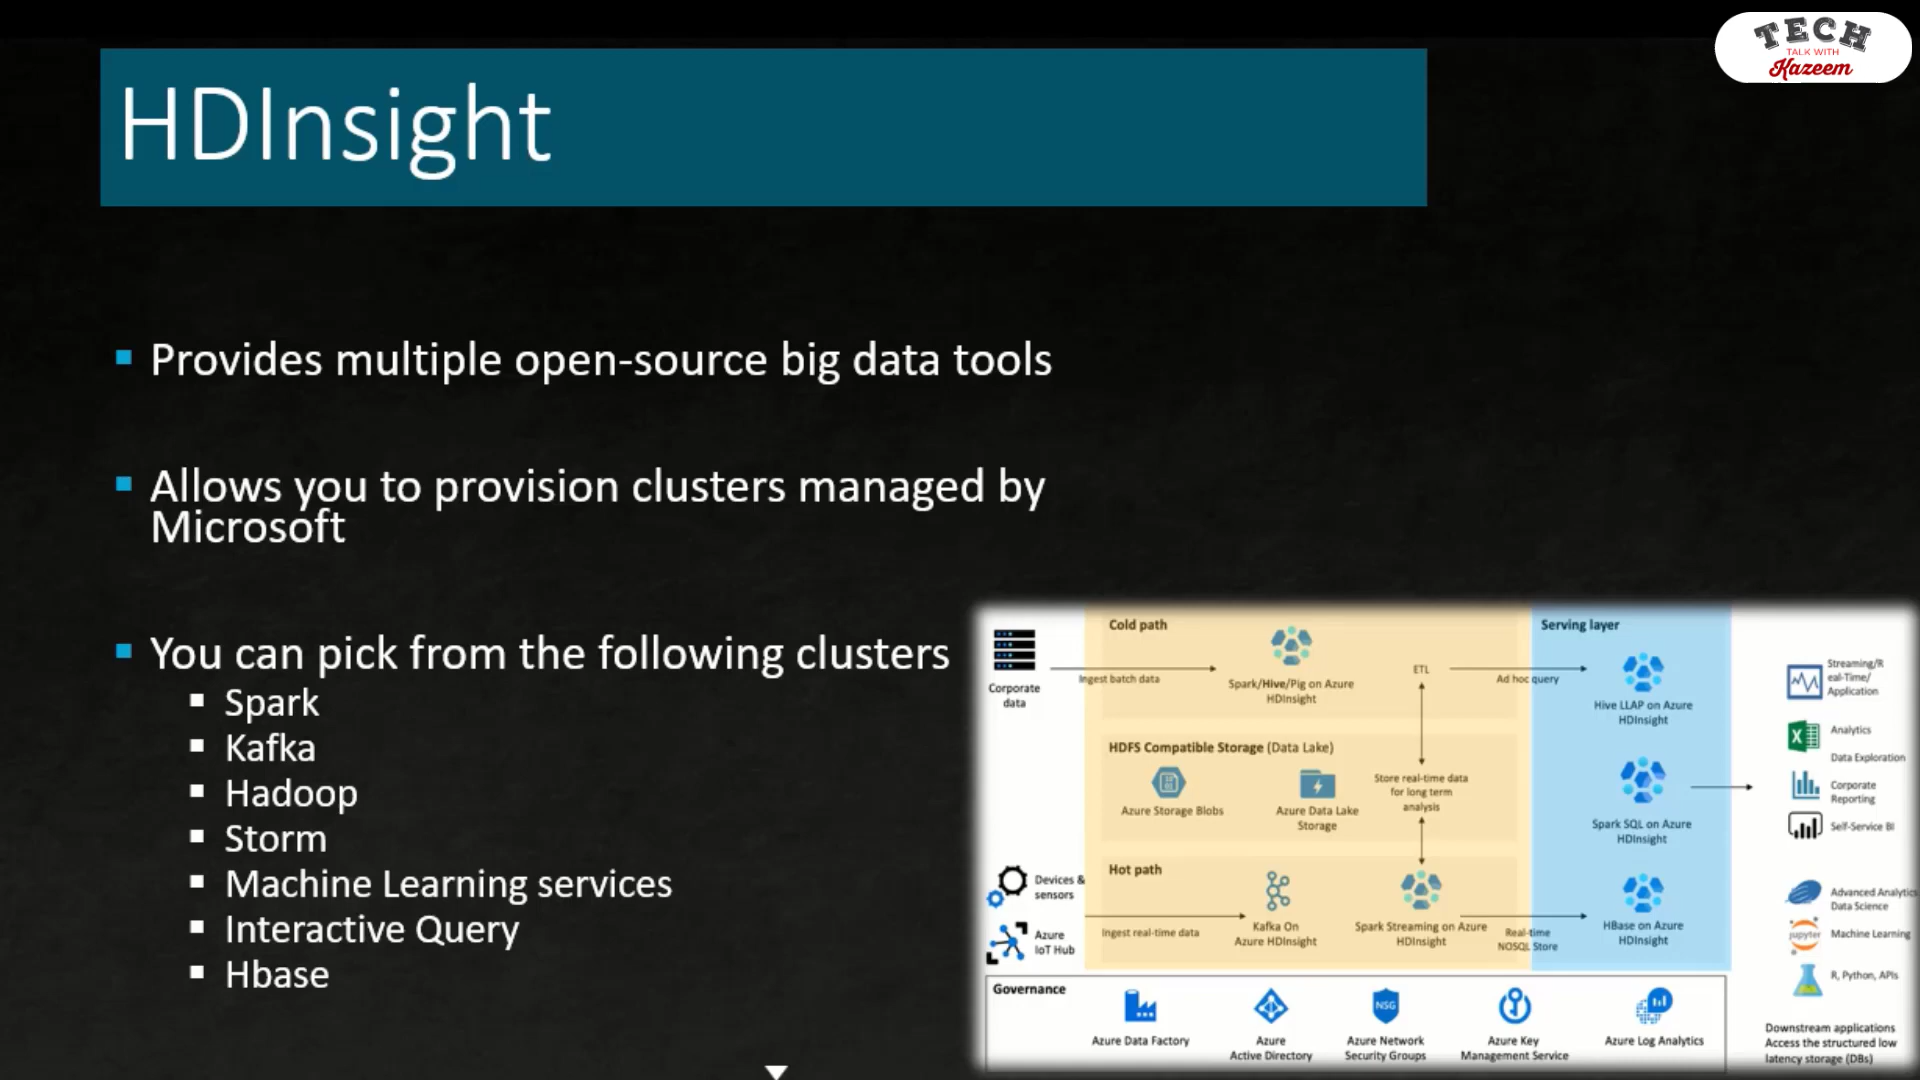 TECH
TALK WITH
Kazeem
HDInsight
Provides multiple open-source big data tools
Allows you to provision clusters managed by
Microsoft
You can pick from the following clusters
Spark
Kafka
Hadoop
Storm
Machine Learning services
Interactive Query
Hbase
Cold path
Serving layer
Corporate
data
Ingest batch data
Spark/Hive/Pig on Azure
HDInsight
ETL
Ad hoc query
Hive LLAP on Azure
HDInsight
Streaming/R
eal-Time/
Application
Analytics
Data Exploration
Corporate
Reporting
Self-Service BI
HDFS Compatible Storage (Data Lake)
Azure Storage Blobs
Azure Data Lake
Storage
Store real-time data
for long term
analysis
Spark SQL on Azure
HDInsight
Hot path
Devices &
sensors
Azure
IoT Hub
Ingest real-time data
Kafka On
Azure HDInsight
Spark Streaming on Azure
HDInsight
Real-time
NOSQL Store
HBase on Azure
HDInsight
Advanced Analytics
Data Science
jupyter
Machine Learning
R, Python, APIs
Governance
Azure Data Factory
Azure
Active Directory
NSG
Azure Network
Security Groups
Azure Key
Management Service
Azure Log Analytics
Downstream applications
Access the structured low
latency storage (DBs)